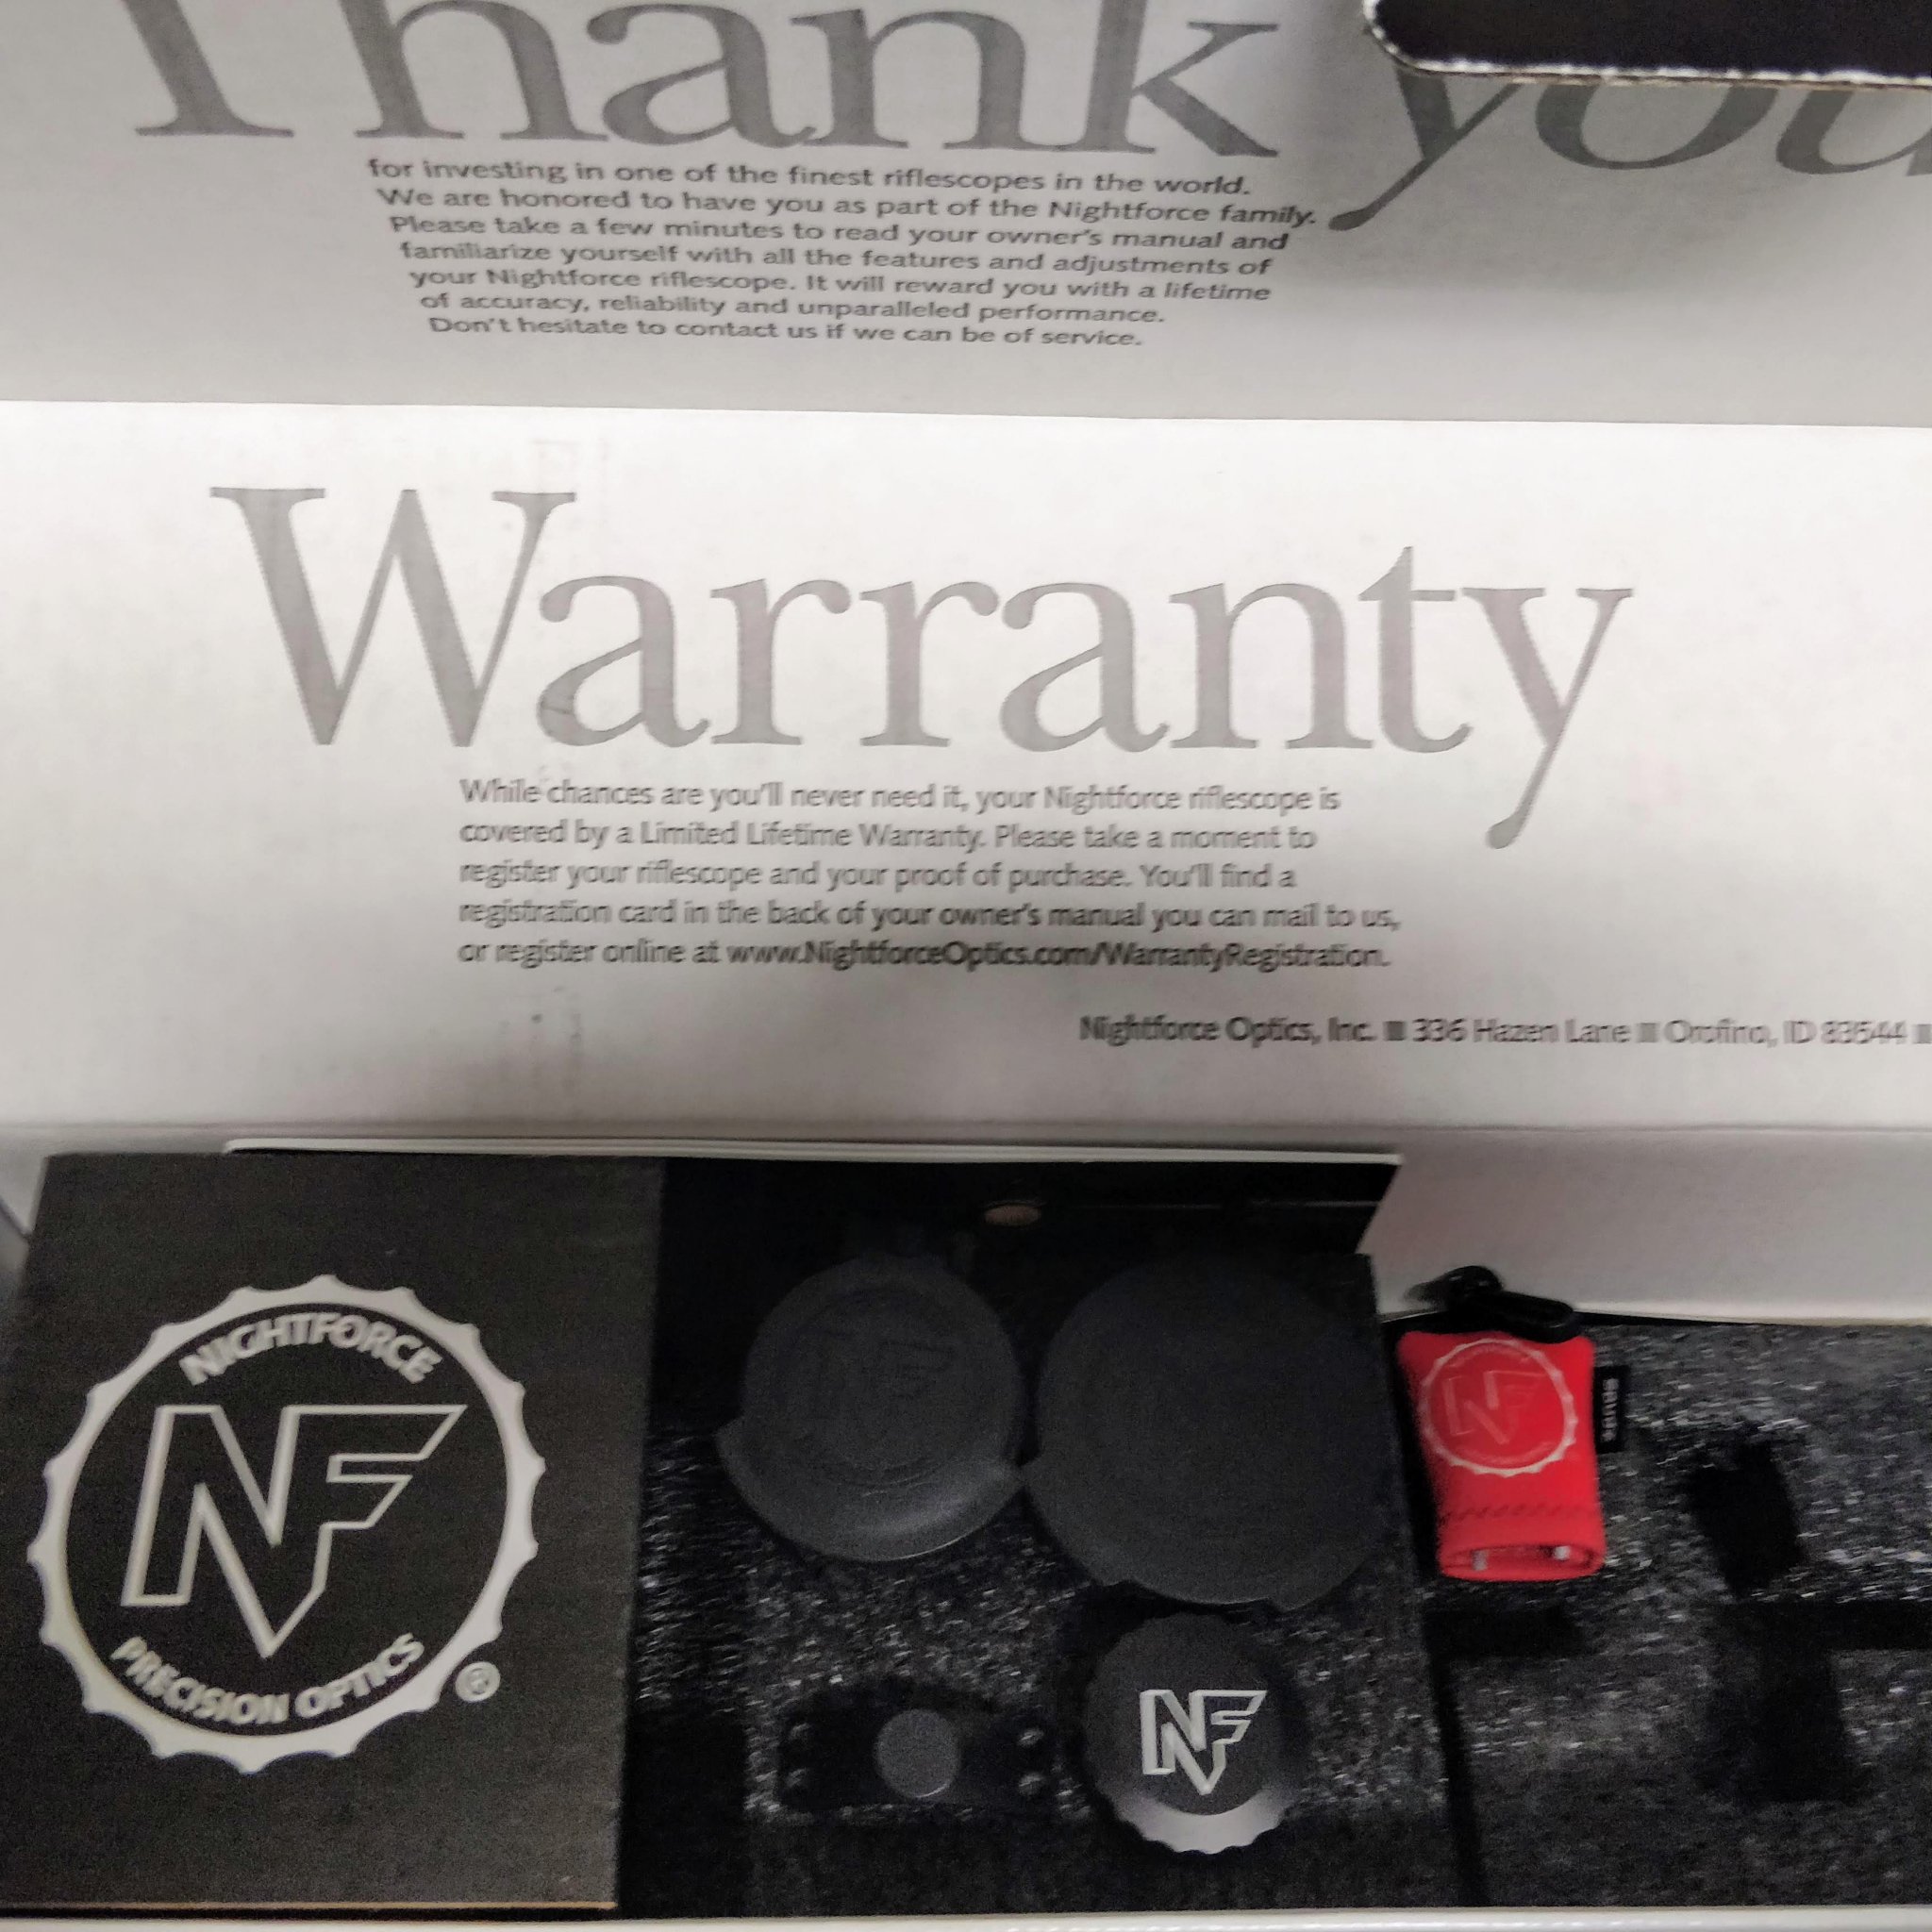 Thank you
for investing in one of the finest riflescopes in the world.
We are honored to have you as part of the Nightforce family.
Please take a few minutes to read your owner's manual and
familiarize yourself with all the features and adjustments of
your Nightforce riflescope. It will reward you with a lifetime
of accuracy, reliability and unparalleled performance.
Don't hesitate to contact us if we can be of service.
Warranty
While chances are you'll never need it, your Nightforce riflescope is
covered by a Limited Lifetime Warranty. Please take a moment to
register your riflescope and your proof of purchase. You'll find a
registration card in the back of your owner's manual you can mail to us,
or register online at www.NightforceOptics.com/WarrantyRegistration.
Nightforce Optics, Inc. ■ 336 Hazen Lane ■ Orofino, ID 83544 ■
NIGHTFORCE
NF
PRECISION OPTICS
®
NF
NF